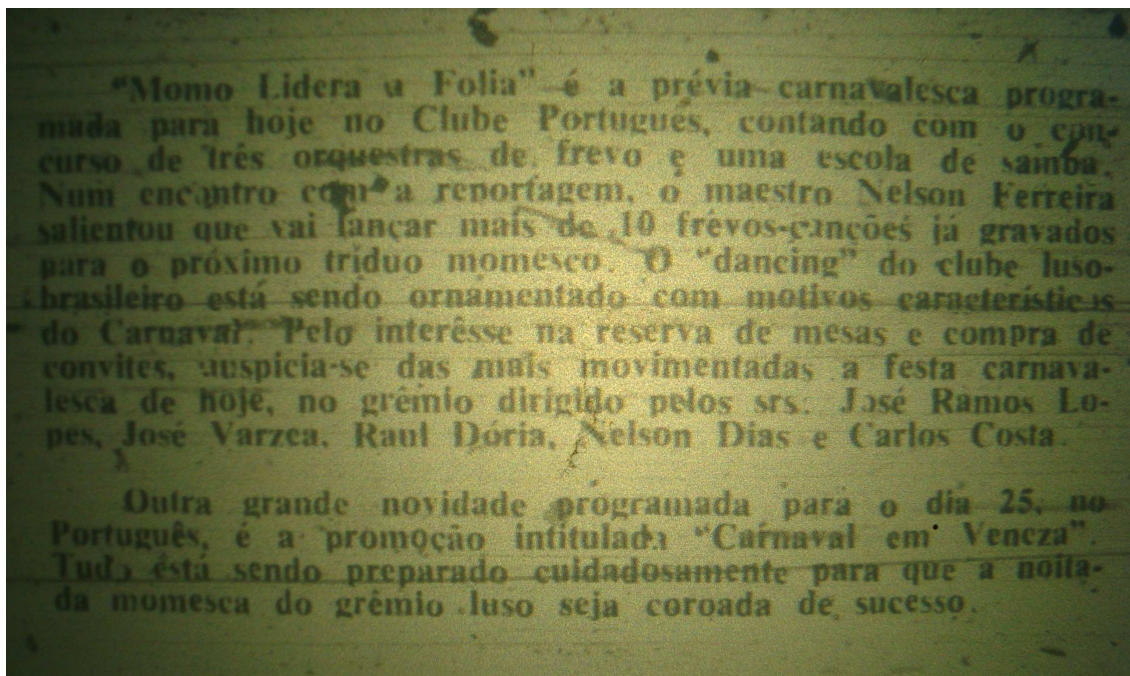 "Momo Lidera a Folia" é a prévia carnavalesca progra-
mada para hoje no Clube Português, contando com o con-
curso de três orquestras de frevo e uma escola de samba.
Num encontro com a reportagem, o maestro Nelson Ferreira
salientou que vai lançar mais de 10 frêvos-canções já gravados
para o próximo tríduo momesco. O "dancing" do clube luso-
brasileiro está sendo ornamentado com motivos característicos
do Carnaval. Pelo interêsse na reserva de mesas e compra de
convites, auspicia-se das mais movimentadas a festa carnava-
lesca de hoje, no grêmio dirigido pelos srs. José Ramos Lo-
pes, José Varzea, Raul Dória, Nelson Dias e Carlos Costa.
Outra grande novidade programada para o dia 25, no
Português, é a promoção intitulada "Carnaval em Veneza".
Tudo está sendo preparado cuidadosamente para que a noita-
da momesca do grêmio luso seja coroada de sucesso.